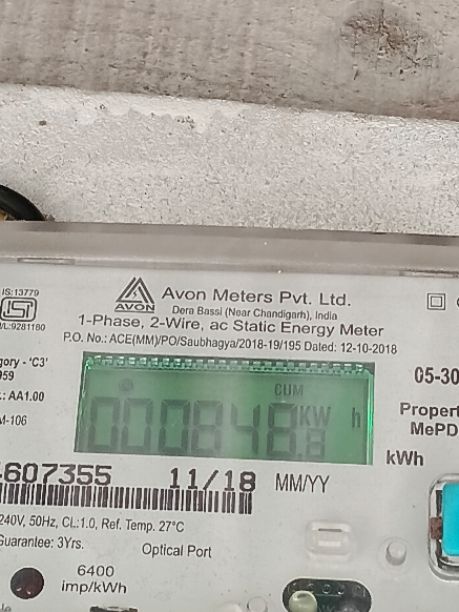 IS:13779
AVON
Avon Meters Pvt. Ltd.
Dera Bassi (Near Chandigarh), India
1-Phase, 2-Wire, ac Static Energy Meter
P.O. No.: ACE(MM)/PO/Saubhagya/2018-19/195 Dated: 12-10-2018
L:9281160
gory - 'C3'
959
.: AA1.00
M-106
CUM
000848.8 KW h
05-30
Propert
MePD
kWh
607355 11/18 MM/YY
240V, 50Hz, CL:1.0, Ref. Temp. 27°C
Guarantee: 3Yrs.
Optical Port
6400
imp/kWh